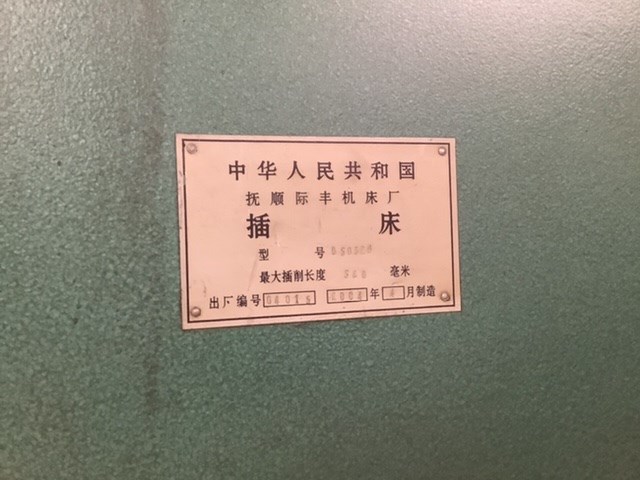 中华人民共和国
抚顺际丰机床厂
插床
型号
最大插削长度 毫米
出厂编号 年 月制造